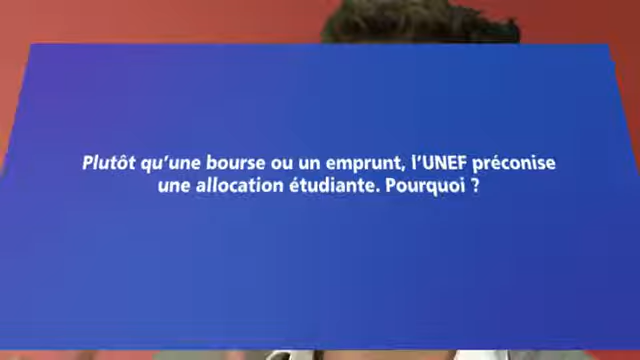 Plutôt qu'une bourse ou un emprunt, l'UNEF préconise
une allocation étudiante. Pourquoi ?